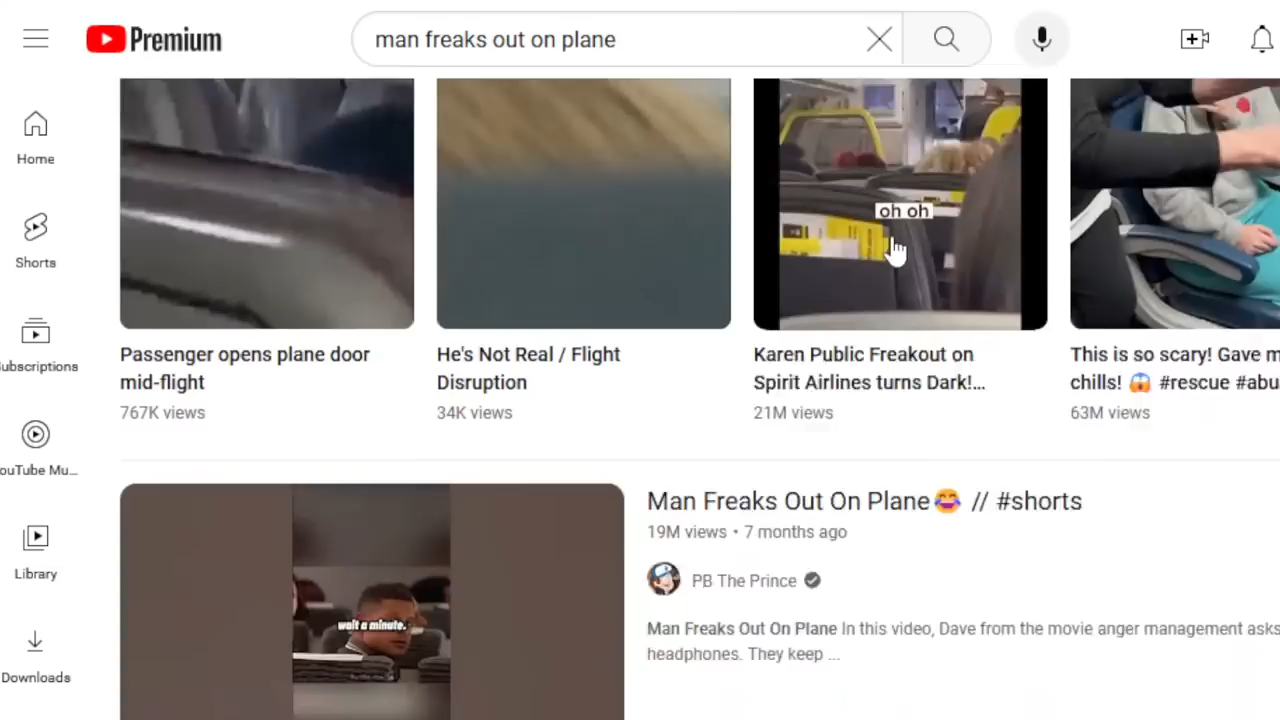 Premium
man freaks out on plane
Home
Shorts
ubscriptions
ouTube Mu...
Library
Downloads
oh oh
Passenger opens plane door
mid-flight
767K views
He's Not Real / Flight
Disruption
34K views
Karen Public Freakout on
Spirit Airlines turns Dark!...
21M views
This is so scary! Gave m
chills! 😱 #rescue #abu
63M views
wait a minute.
Man Freaks Out On Plane😂 // #shorts
19M views • 7 months ago
PB The Prince
Man Freaks Out On Plane In this video, Dave from the movie anger management asks
headphones. They keep ...